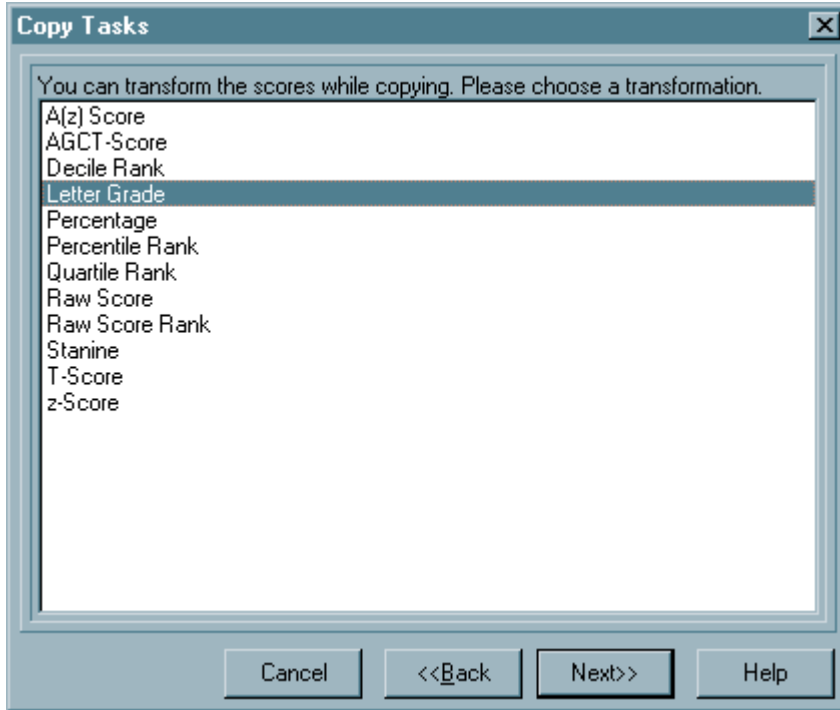 Copy Tasks
You can transform the scores while copying. Please choose a transformation.
A(z) Score
AGCT-Score
Decile Rank
Letter Grade
Percentage
Percentile Rank
Quartile Rank
Raw Score
Raw Score Rank
Stanine
T-Score
z-Score
Cancel <<Back Next>> Help